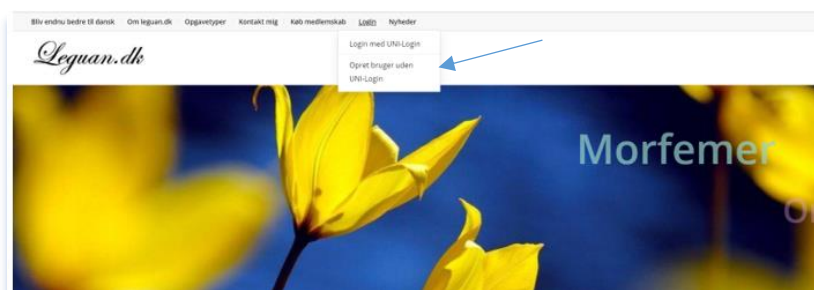 Bliv endnu bedre til dansk Om leguan.dk Opgavetyper Kontakt mig Køb medlemskab Login Nyheder
Login med UNI-Login
Opret bruger uden
UNI-Login
Leguan.dk
Morfemer